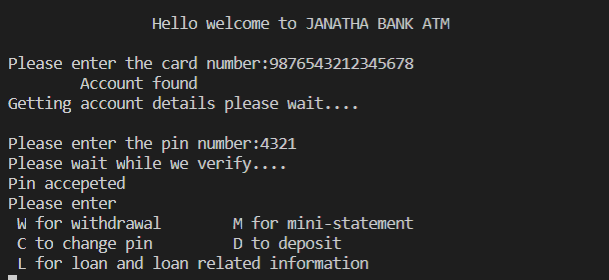 Hello welcome to JANATHA BANK ATM
Please enter the card number:9876543212345678
Account found
Getting account details please wait....
Please enter the pin number:4321
Please wait while we verify....
Pin accepeted
Please enter
W for withdrawal M for mini-statement
C to change pin D to deposit
L for loan and loan related information